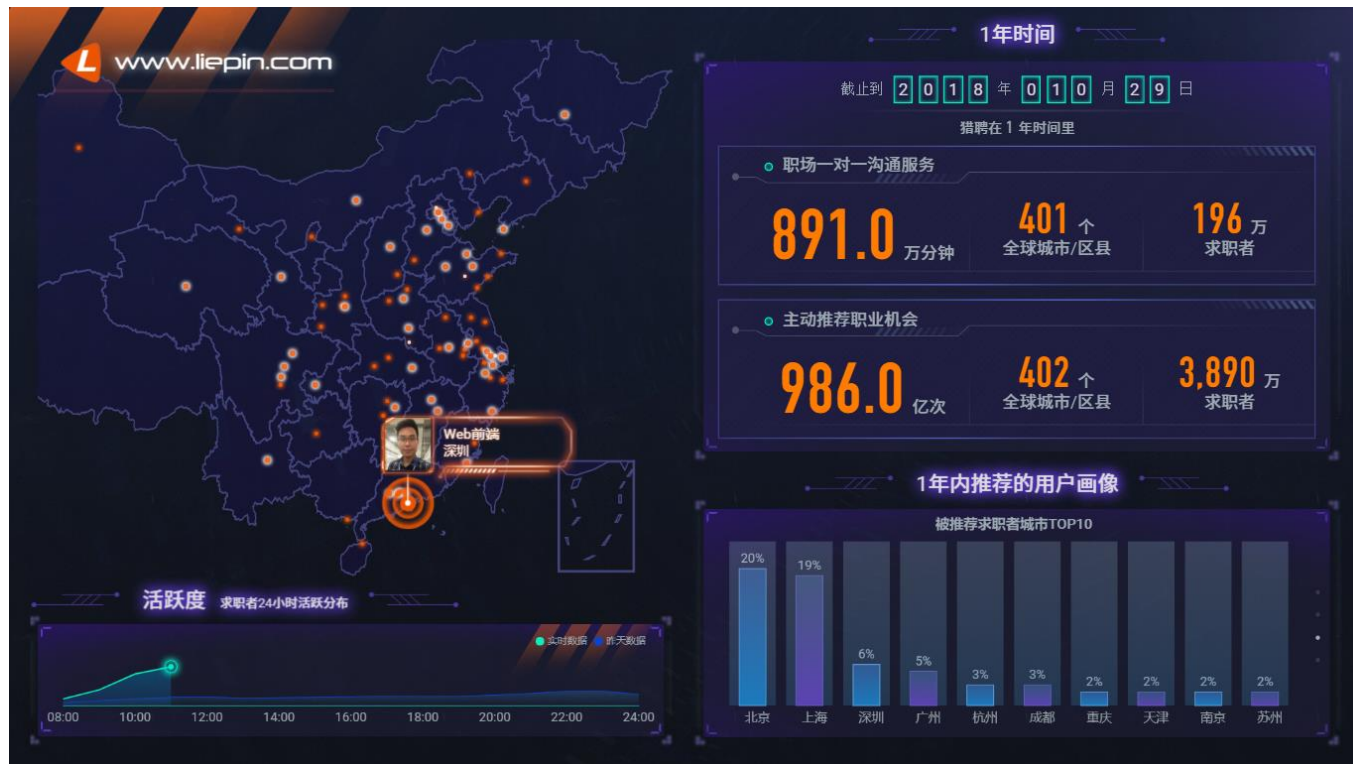 L www.liepin.com
Web前端
深圳
活跃度 求职者24小时活跃分布
实时数据 昨天数据
08:00 10:00 12:00 14:00 16:00 18:00 20:00 22:00 24:00
1年时间
截止到 2018 年 010 月 29 日
猎聘在 1 年时间里
职场一对一沟通服务
891.0 万分钟
401 个
全球城市/区县
196 万
求职者
主动推荐职业机会
986.0 亿次
402 个
全球城市/区县
3,890 万
求职者
1年内推荐的用户画像
被推荐求职者城市TOP10
20% 19% 6% 5% 3% 3% 2% 2% 2% 2%
北京 上海 深圳 广州 杭州 成都 重庆 天津 南京 苏州